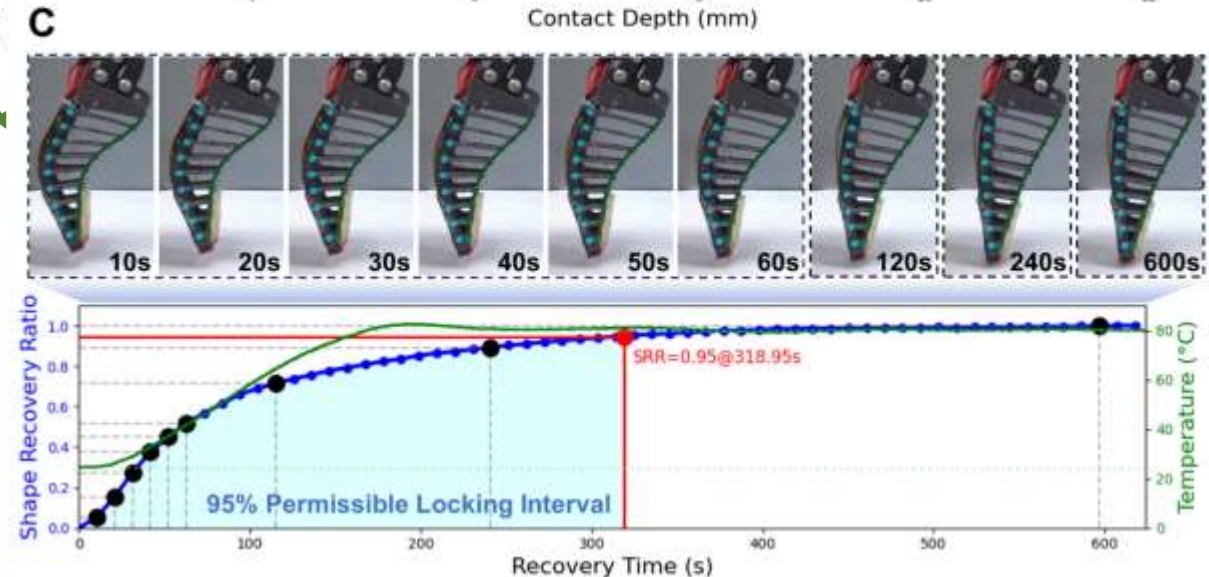 Contact Depth (mm)
C
10s 20s 30s 40s 50s 60s 120s 240s 600s
Shape Recovery Ratio
1.0
0.8
0.6
0.4
0.2
0.0
SRR=0.95@318.95s
95% Permissible Locking Interval
80
60
40
20
0
Temperature (°C)
0 100 200 300 400 500 600
Recovery Time (s)